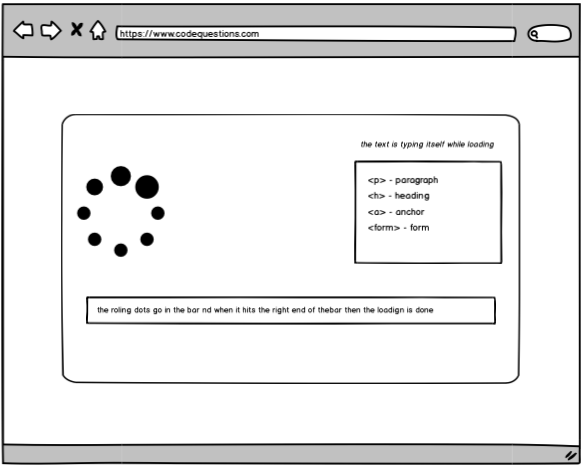 https://www.codequestions.com
the text is typing itself while loading
<p> - paragraph
<h> - heading
<a> - anchor
<form> - form
the roling dots go in the bar nd when it hits the right end of thebar then the loadign is done